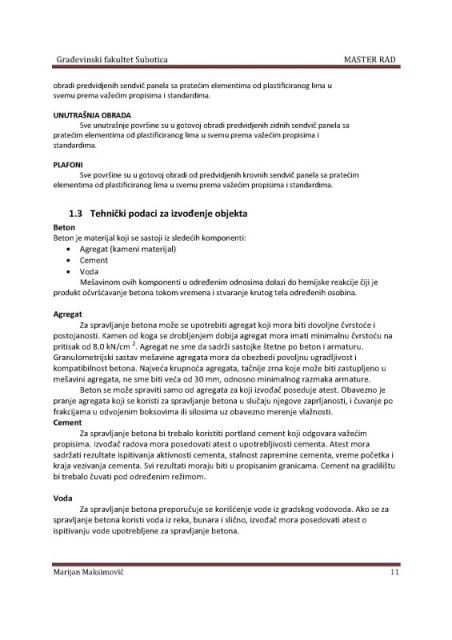 Građevinski fakultet Subotica MASTER RAD
obradi predvidjenih sendvič panela sa pratećim elementima od plastificiranog lima u
svemu prema važećim propisima i standardima.
UNUTRAŠNJA OBRADA
Sve unutrašnje površine su u gotovoj obradi predvidjenih zidnih sendvič panela sa
pratećim elementima od plastificiranog lima u svemu prema važećim propisima i
standardima.
PLAFONI
Sve površine su u gotovoj obradi od predvidjenih krovnih sendvič panela sa pratećim
elementima od plastificiranog lima u svemu prema važećim propisima i standardima.
1.3 Tehnički podaci za izvođenje objekta
Beton
Beton je materijal koji se sastoji iz sledećih komponenti:
• Agregat (kameni materijal)
• Cement
• Voda
Mešavinom ovih komponenti u određenim odnosima dolazi do hemijske reakcije čiji je
produkt očvršćavanje betona tokom vremena i stvaranje krutog tela određenih osobina.
Agregat
Za spravljanje betona može se upotrebiti agregat koji mora biti dovoljne čvrstoće i
postojanosti. Kamen od koga se drobljenjem dobija agregat mora imati minimalnu čvrstoću na
pritisak od 8.0 kN/cm ². Agregat ne sme da sadrži sastojke štetne po beton i armaturu.
Granulometrijski sastav mešavine agregata mora da obezbedi povoljnu ugradljivost i
kompatibilnost betona. Najveća krupnoća agregata, tačnije zrna koje može biti zastupljeno u
mešavini agregata, ne sme biti veća od 30 mm, odnosno minimalnog razmaka armature.
Beton se može spraviti samo od agregata za koji izvođač poseduje atest. Obavezno je
pranje agregata koji se koristi za spravljanje betona u slučaju njegove zaprljanosti, i čuvanje po
frakcijama u odvojenim boksovima ili silosima uz obavezno merenje vlažnosti.
Cement
Za spravljanje betona bi trebalo koristiti portland cement koji odgovara važećim
propisima. Izvođač radova mora posedovati atest o upotrebljivosti cementa. Atest mora
sadržati rezultate ispitivanja aktivnosti cementa, stalnost zapremine cementa, vreme početka i
kraja vezivanja cementa. Svi rezultati moraju biti u propisanim granicama. Cement na gradilištu
bi trebalo čuvati pod određenim režimom.
Voda
Za spravljanje betona preporučuje se korišćenje vode iz gradskog vodovoda. Ako se za
spravljanje betona koristi voda iz reka, bunara i slično, izvođač mora posedovati atest o
ispitivanju vode upotrebljene za spravljanje betona.
Marijan Maksimović 11